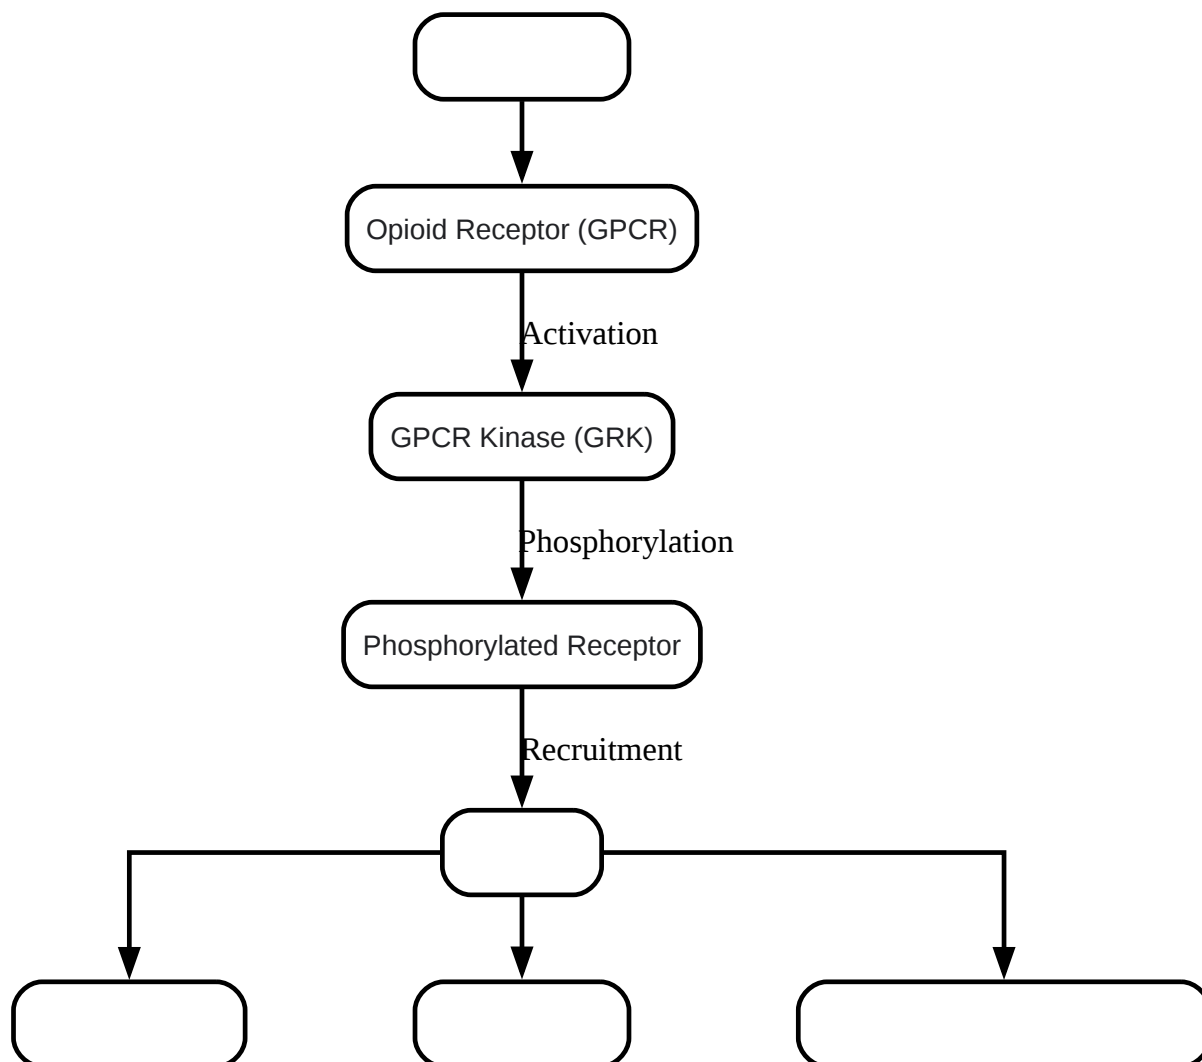 Opioid Receptor (GPCR)
Activation
GPCR Kinase (GRK)
Phosphorylation
Phosphorylated Receptor
Recruitment